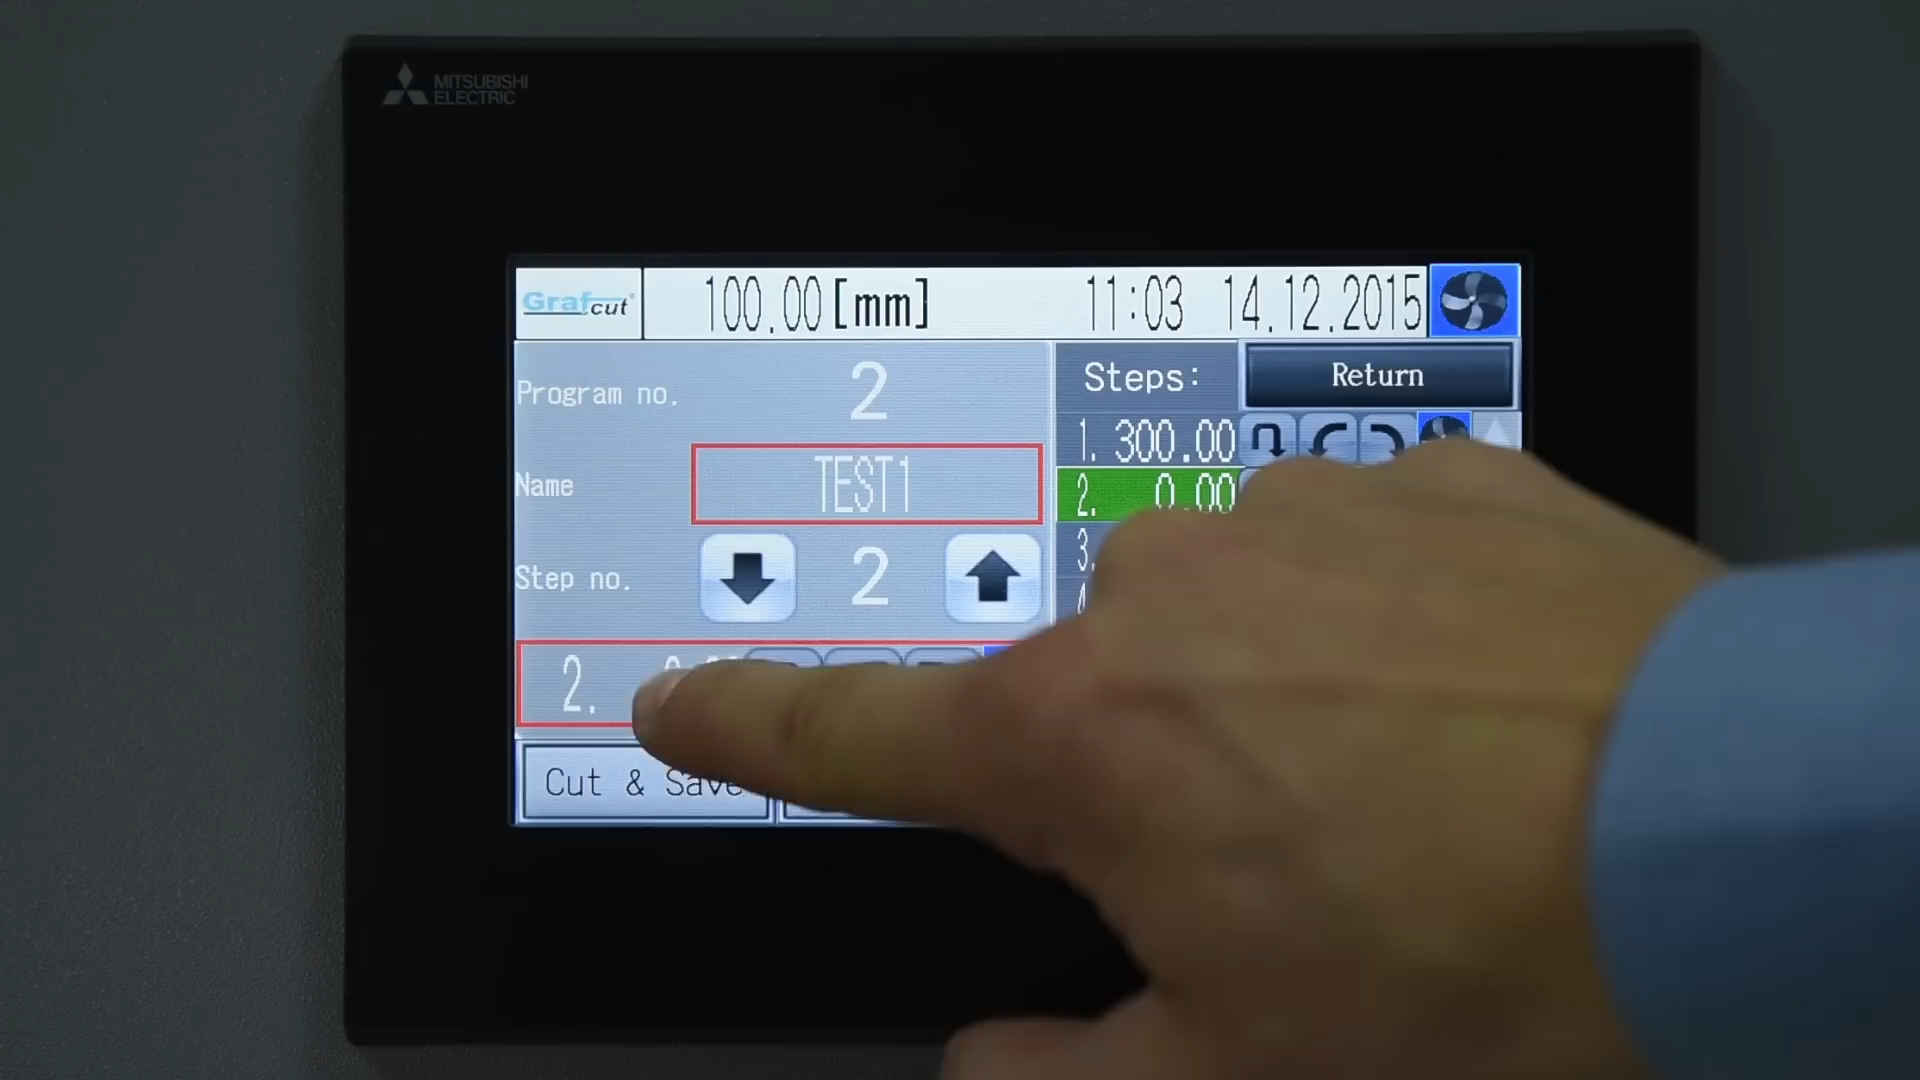 MITSUBISHI
ELECTRIC
Grafcut® 100.00[mm] 11:03 14.12.2015
Program no. 2
Steps: Return
1. 300.00
Name TEST1
2. 0.00
3.
Step no. 2
2.
Cut & Save